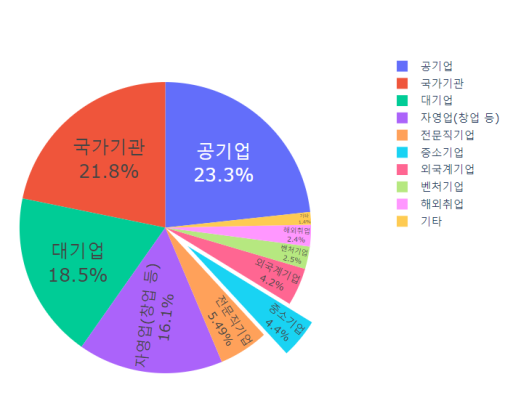 공기업
23.3%
국가기관
21.8%
대기업
18.5%
자영업(창업 등)
16.1%
전문직기업
5.49%
중소기업
4.4%
외국계기업
4.2%
벤처기업
2.5%
해외취업
2.4%
기타
1.4%
공기업
국가기관
대기업
자영업(창업 등)
전문직기업
중소기업
외국계기업
벤처기업
해외취업
기타